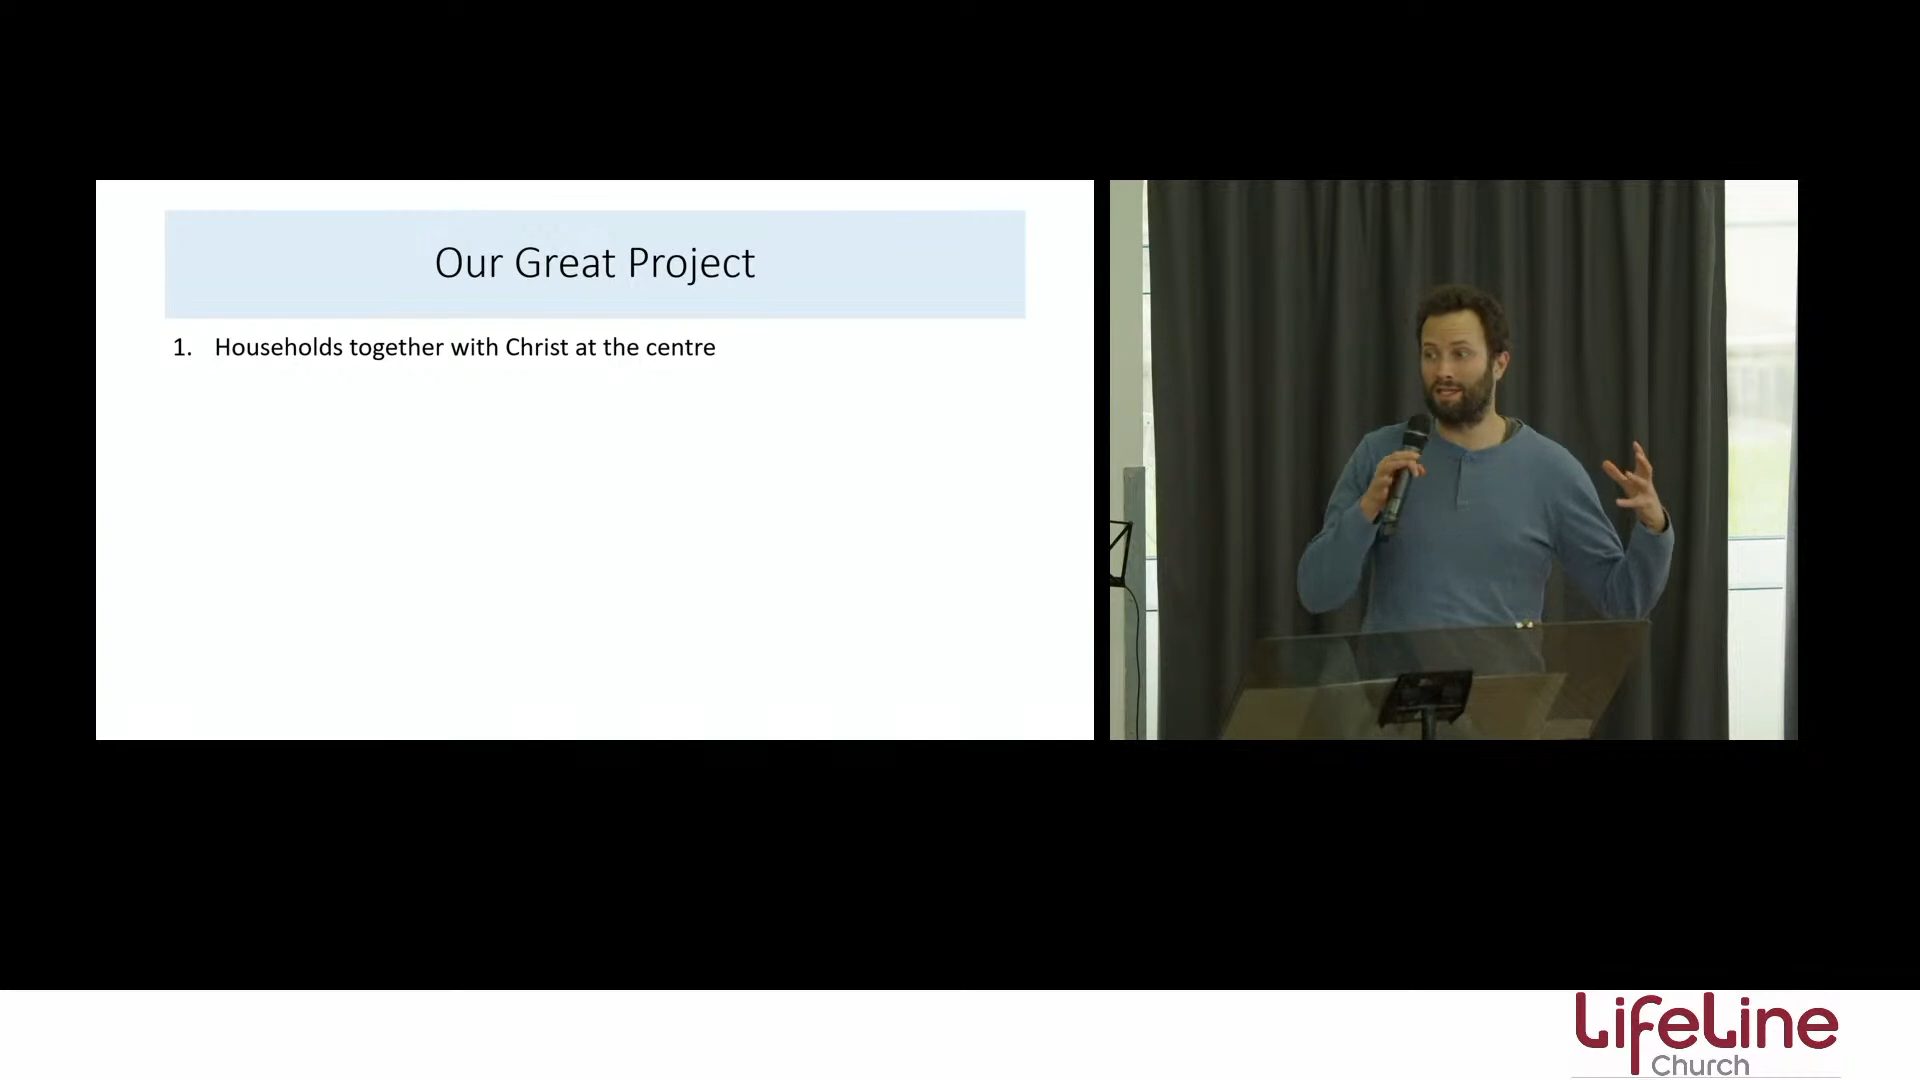 Our Great Project
1. Households together with Christ at the centre
LifeLine
Church